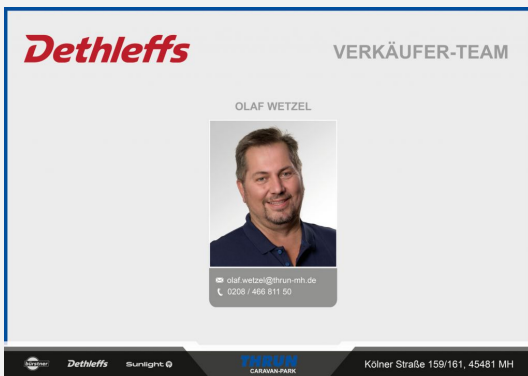 Dethleffs
VERKÄUFER-TEAM
OLAF WETZEL
olaf.wetzel@thrun-mh.de
0208 / 466 811 50
bürstner
Dethleffs
Sunlight
THRUN
CARAVAN-PARK
Kölner Straße 159/161, 45481 MH